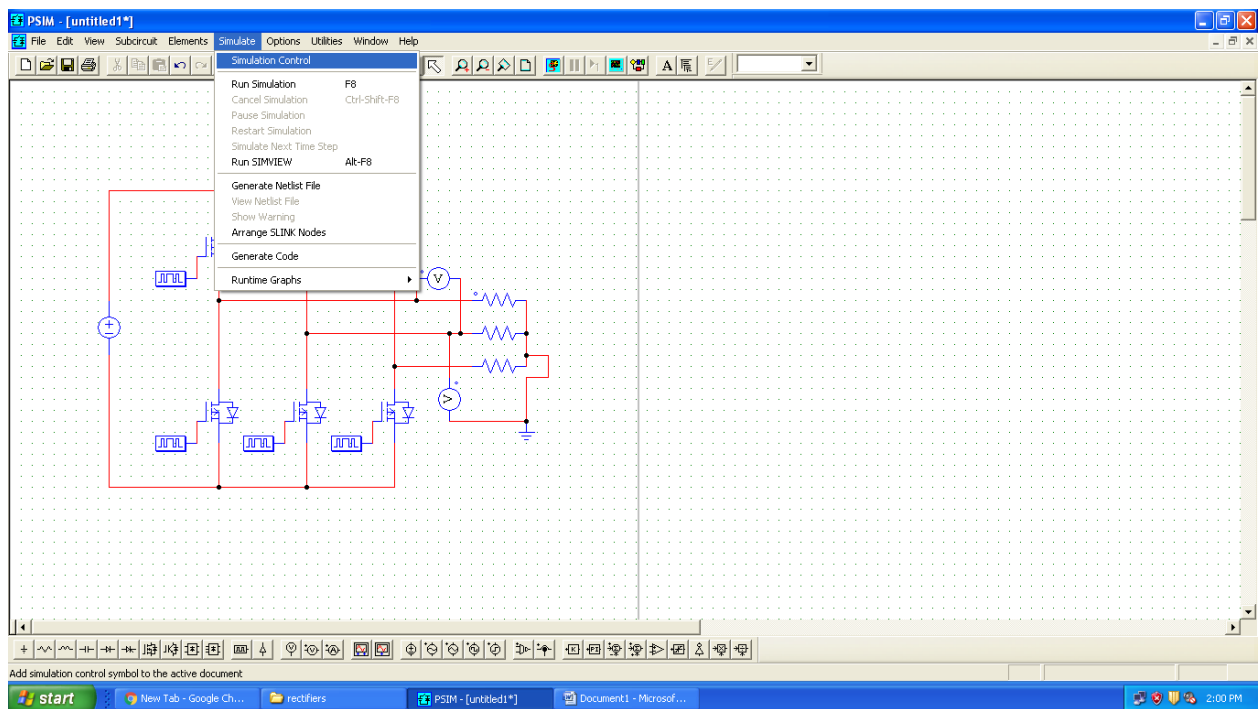 PSIM - [untitled1*]
File Edit View Subcircuit Elements Simulate Options Utilities Window Help
Simulation Control
Run Simulation F8
Cancel Simulation Ctrl-Shift-F8
Pause Simulation
Restart Simulation
Simulate Next Time Step
Run SIMVIEW Alt-F8
Generate Netlist File
View Netlist File
Show Warning
Arrange SLINK Nodes
Generate Code
Runtime Graphs
V
V
Add simulation control symbol to the active document
start New Tab - Google Ch... rectifiers PSIM - [untitled1*] Document1 - Microsof... 2:00 PM